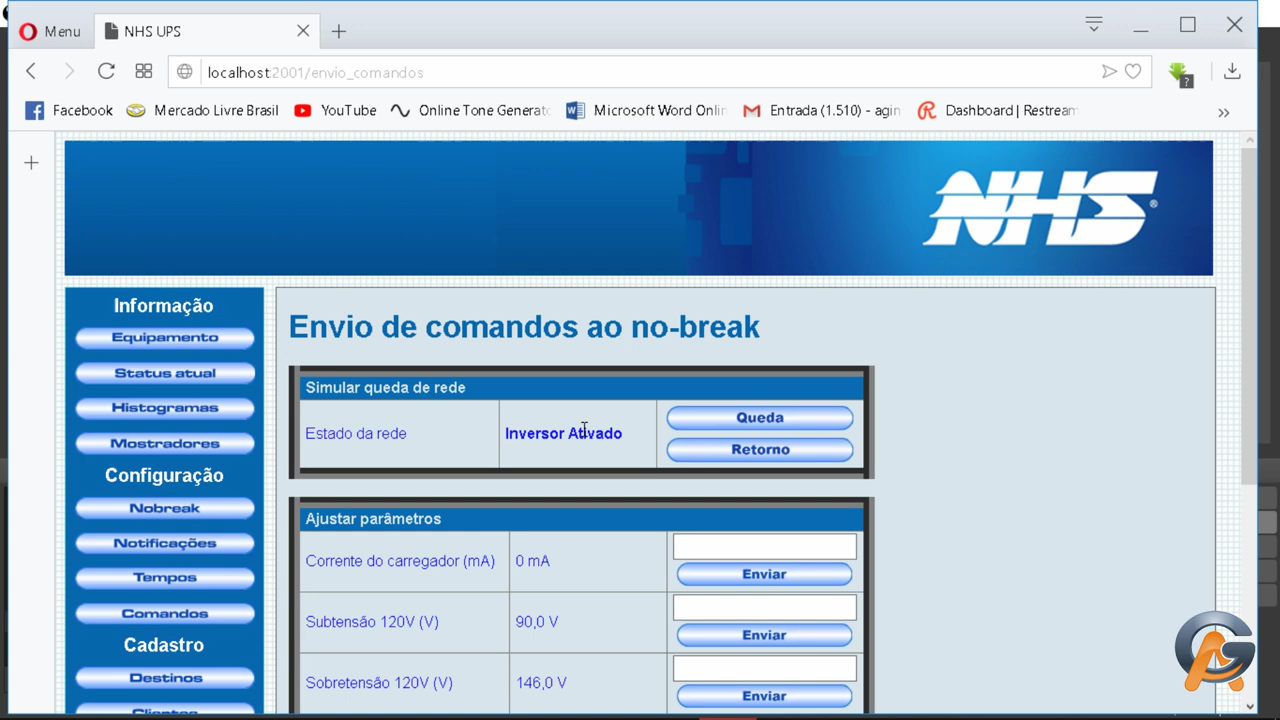 Menu
NHS UPS
localhost:2001/envio_comandos
Facebook
Mercado Livre Brasil
YouTube
Online Tone Generato
Microsoft Word Onlin
Entrada (1.510) - agin
Dashboard | Restream
NHS®
Informação
Equipamento
Status atual
Histogramas
Mostradores
Configuração
Nobreak
Notificações
Tempos
Comandos
Cadastro
Destinos
Clientes
Envio de comandos ao no-break
Simular queda de rede
Estado da rede
Inversor Ativado
Queda
Retorno
Ajustar parâmetros
Corrente do carregador (mA)
0 mA
Enviar
Subtensão 120V (V)
90,0 V
Enviar
Sobretensão 120V (V)
146,0 V
Enviar